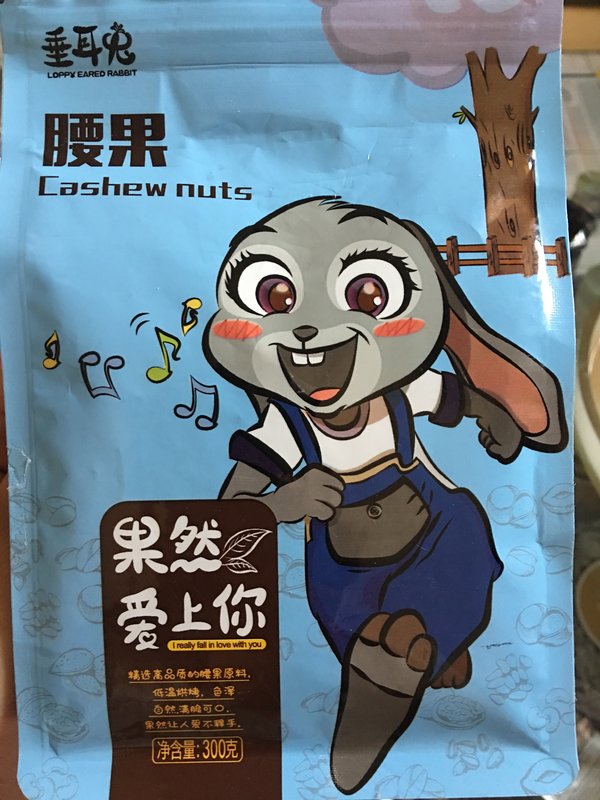 垂耳兔
LOPPY EARED RABBIT
腰果
Cashew nuts
果然
爱上你
I really fall in love with you
精选高品质的腰果原料,
低温烘烤, 色泽
自然清脆可口,
果然让人爱不释手。
净含量:300克